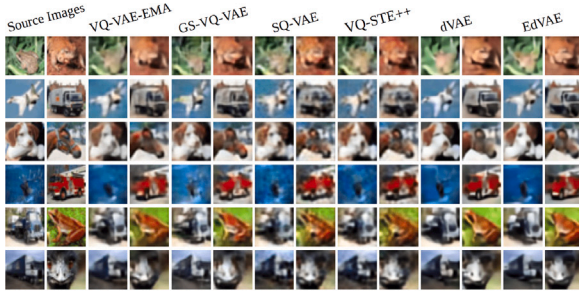 Source Images
VQ-VAE-EMA
GS-VQ-VAE
SQ-VAE
VQ-STE++
dVAE
EdVAE